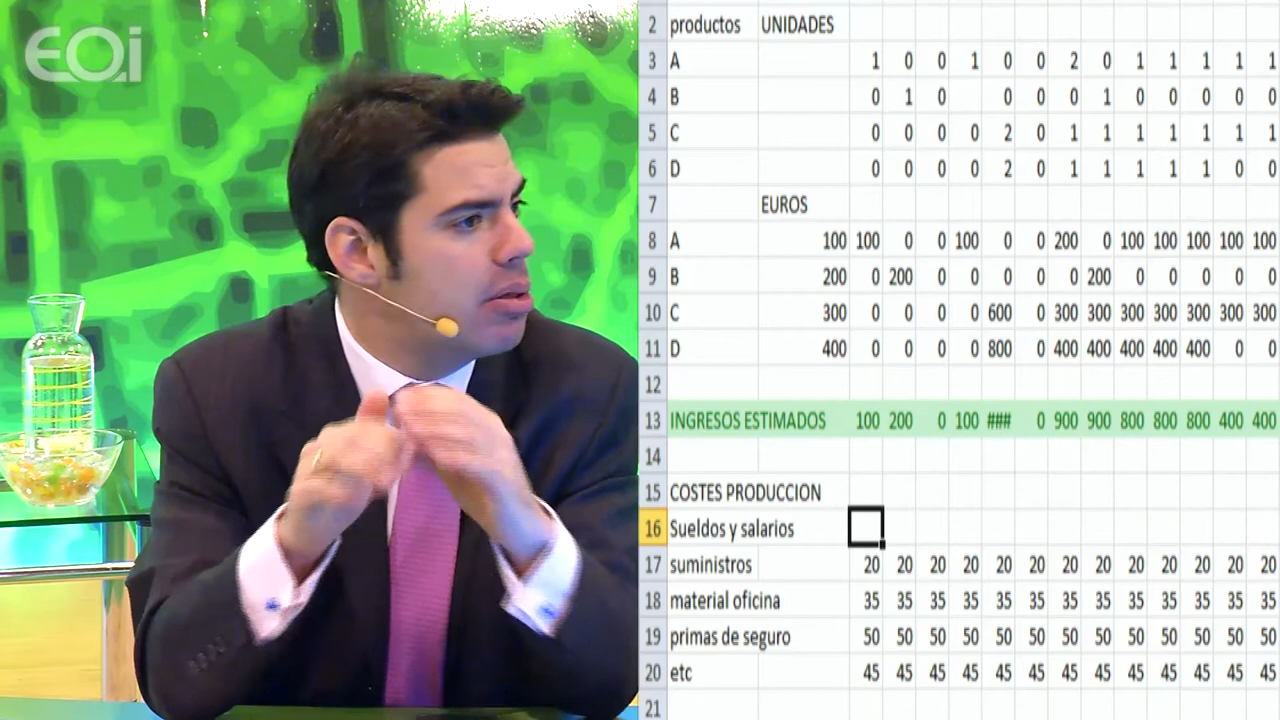 EOi
2 productos UNIDADES
3 A 1 0 0 1 0 0 2 0 1 1 1 1 1
4 B 0 1 0 0 0 0 1 0 0 0 0 0
5 C 0 0 0 0 2 0 1 1 1 1 1 1 1
6 D 0 0 0 0 2 0 1 1 1 1 1 0 0
7 EUROS
8 A 100 100 0 0 100 0 0 200 0 100 100 100 100 100
9 B 200 0 200 0 0 0 0 0 200 0 0 0 0 0
10 C 300 0 0 0 0 600 0 300 300 300 300 300 300 300
11 D 400 0 0 0 0 800 0 400 400 400 400 400 0 0
12
13 INGRESOS ESTIMADOS 100 200 0 100 ### 0 900 900 800 800 800 400 400
14
15 COSTES PRODUCCION
16 Sueldos y salarios
17 suministros 20 20 20 20 20 20 20 20 20 20 20 20 20
18 material oficina 35 35 35 35 35 35 35 35 35 35 35 35 35
19 primas de seguro 50 50 50 50 50 50 50 50 50 50 50 50 50
20 etc 45 45 45 45 45 45 45 45 45 45 45 45 45
21